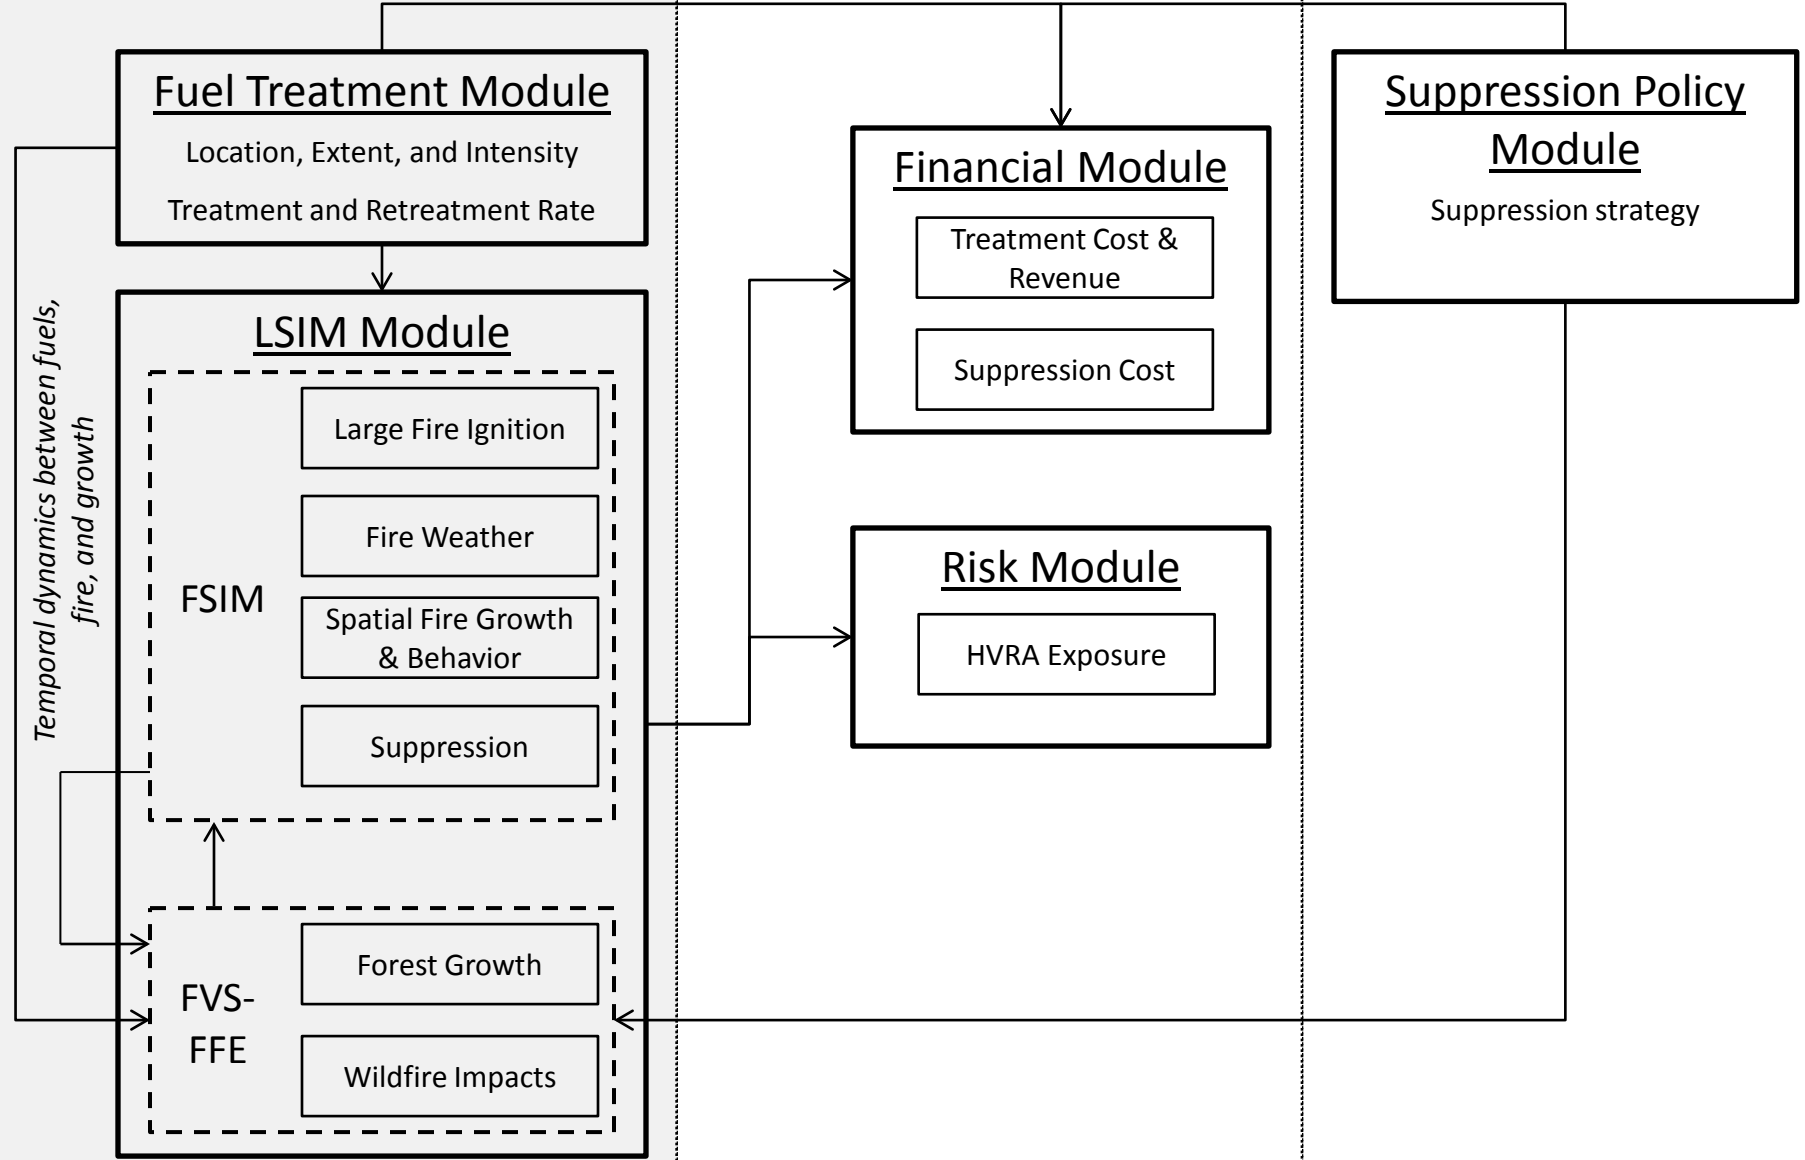 Fuel Treatment Module
Location, Extent, and Intensity
Treatment and Retreatment Rate
Temporal dynamics between fuels,
fire, and growth
LSIM Module
FSIM
Large Fire Ignition
Fire Weather
Spatial Fire Growth
& Behavior
Suppression
FVS-
FFE
Forest Growth
Wildfire Impacts
Financial Module
Treatment Cost &
Revenue
Suppression Cost
Risk Module
HVRA Exposure
Suppression Policy
Module
Suppression strategy